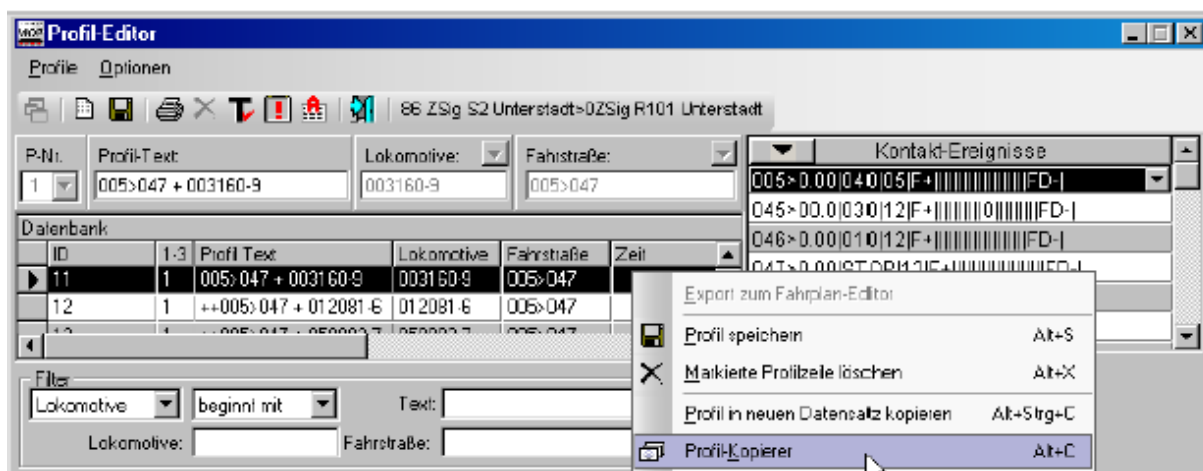 Profil-Editor
Profile Optionen
86 ZSig S2 Unterstadt>0ZSig R101 Unterstadt
P-Nr. Profil-Text: Lokomotive: Fahrstraße:
1 005>047 + 003160-9 003160-9 005>047
Kontakt-Ereignisse
005>0.00|040|05|F+|||||||||||||||FD-|
045>00.0|030|12|F+||||||||0||||||FD-|
046>0.00|010|12|F+|||||||||||||||FD-|
Datenbank
ID 1-3 Profil Text Lokomotive Fahrstraße Zeit
11 1 005>047 + 003160-9 003160-9 005>047
12 1 ++005>047 + 012081-6 012081-6 005>047
Export zum Fahrplan-Editor
Profil speichern Alt+S
Markierte Profilzeile löschen Alt+X
Profil in neuen Datensatz kopieren Alt+Strg+C
Profil-Kopierer Alt+C
Filter
Lokomotive beginnt mit Text:
Lokomotive: Fahrstraße: